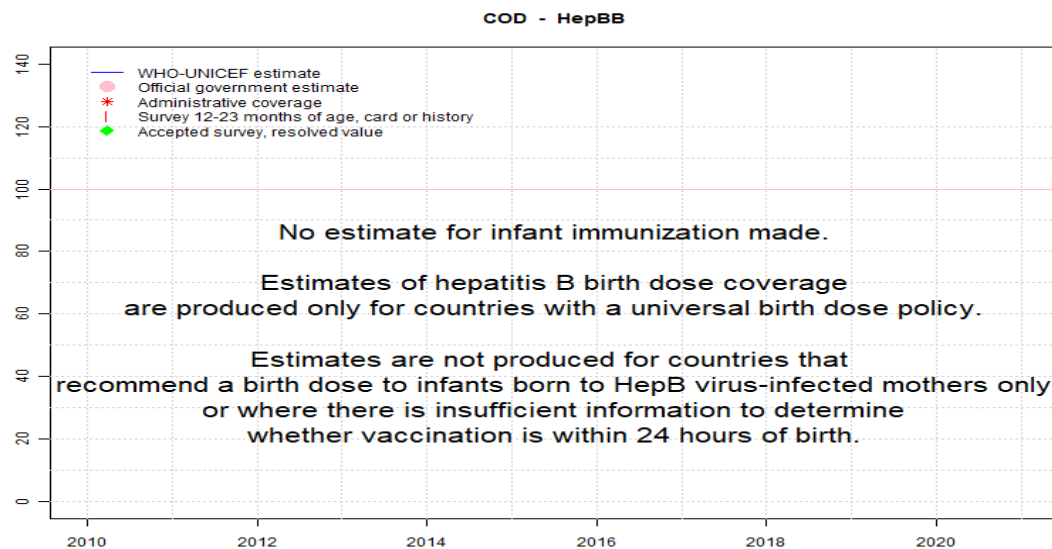 COD - HepBB
140
120
100
80
60
40
20
0
WHO-UNICEF estimate
Official government estimate
Administrative coverage
Survey 12-23 months of age, card or history
Accepted survey, resolved value
No estimate for infant immunization made.
Estimates of hepatitis B birth dose coverage
are produced only for countries with a universal birth dose policy.
Estimates are not produced for countries that
recommend a birth dose to infants born to HepB virus-infected mothers only
or where there is insufficient information to determine
whether vaccination is within 24 hours of birth.
2010 2012 2014 2016 2018 2020